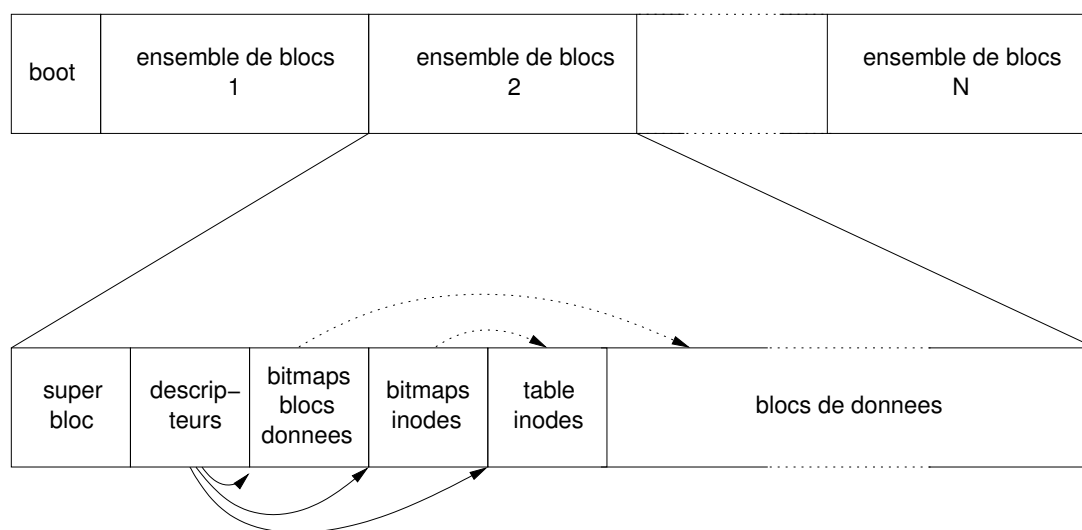 boot
ensemble de blocs
1
ensemble de blocs
2
ensemble de blocs
N
super
bloc
descrip-
teurs
bitmaps
blocs
donnees
bitmaps
inodes
table
inodes
blocs de donnees